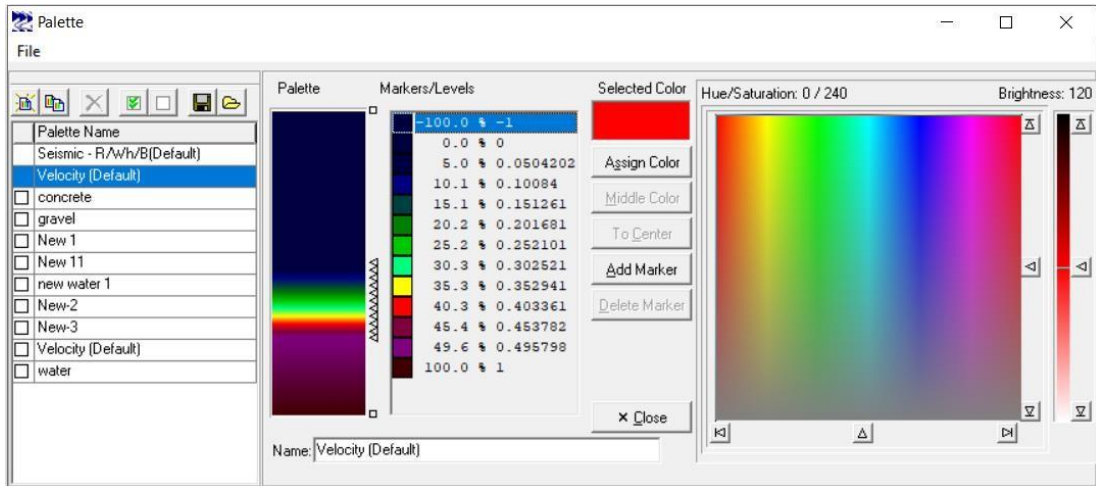 Palette
File
Palette Name
Seismic - R/Wh/B(Default)
Velocity (Default)
concrete
gravel
New 1
New 11
new water 1
New-2
New-3
Velocity (Default)
water
Palette
Markers/Levels
-100.0 % -1
0.0 % 0
5.0 % 0.0504202
10.1 % 0.10084
15.1 % 0.151261
20.2 % 0.201681
25.2 % 0.252101
30.3 % 0.302521
35.3 % 0.352941
40.3 % 0.403361
45.4 % 0.453782
49.6 % 0.495798
100.0 % 1
Name: Velocity (Default)
Selected Color
Assign Color
Middle Color
To Center
Add Marker
Delete Marker
× Close
Hue/Saturation: 0 / 240
Brightness: 120